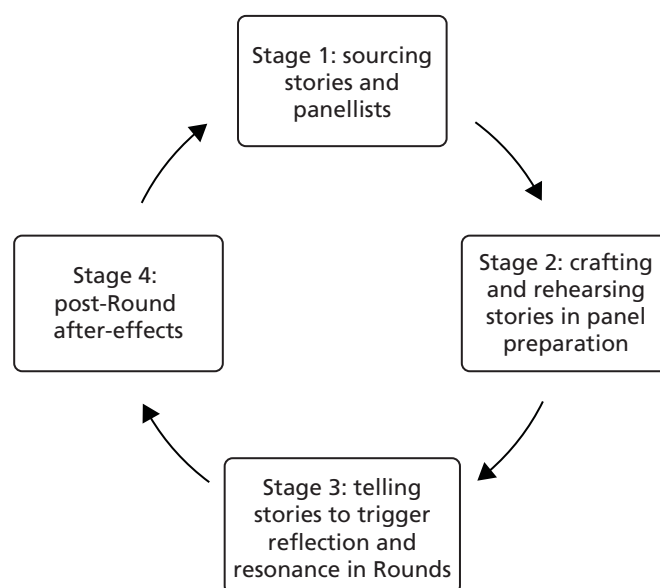 Stage 1: sourcing
stories and
panellists
Stage 2: crafting
and rehearsing
stories in panel
preparation
Stage 3: telling
stories to trigger
reflection and
resonance in Rounds
Stage 4:
post-Round
after-effects